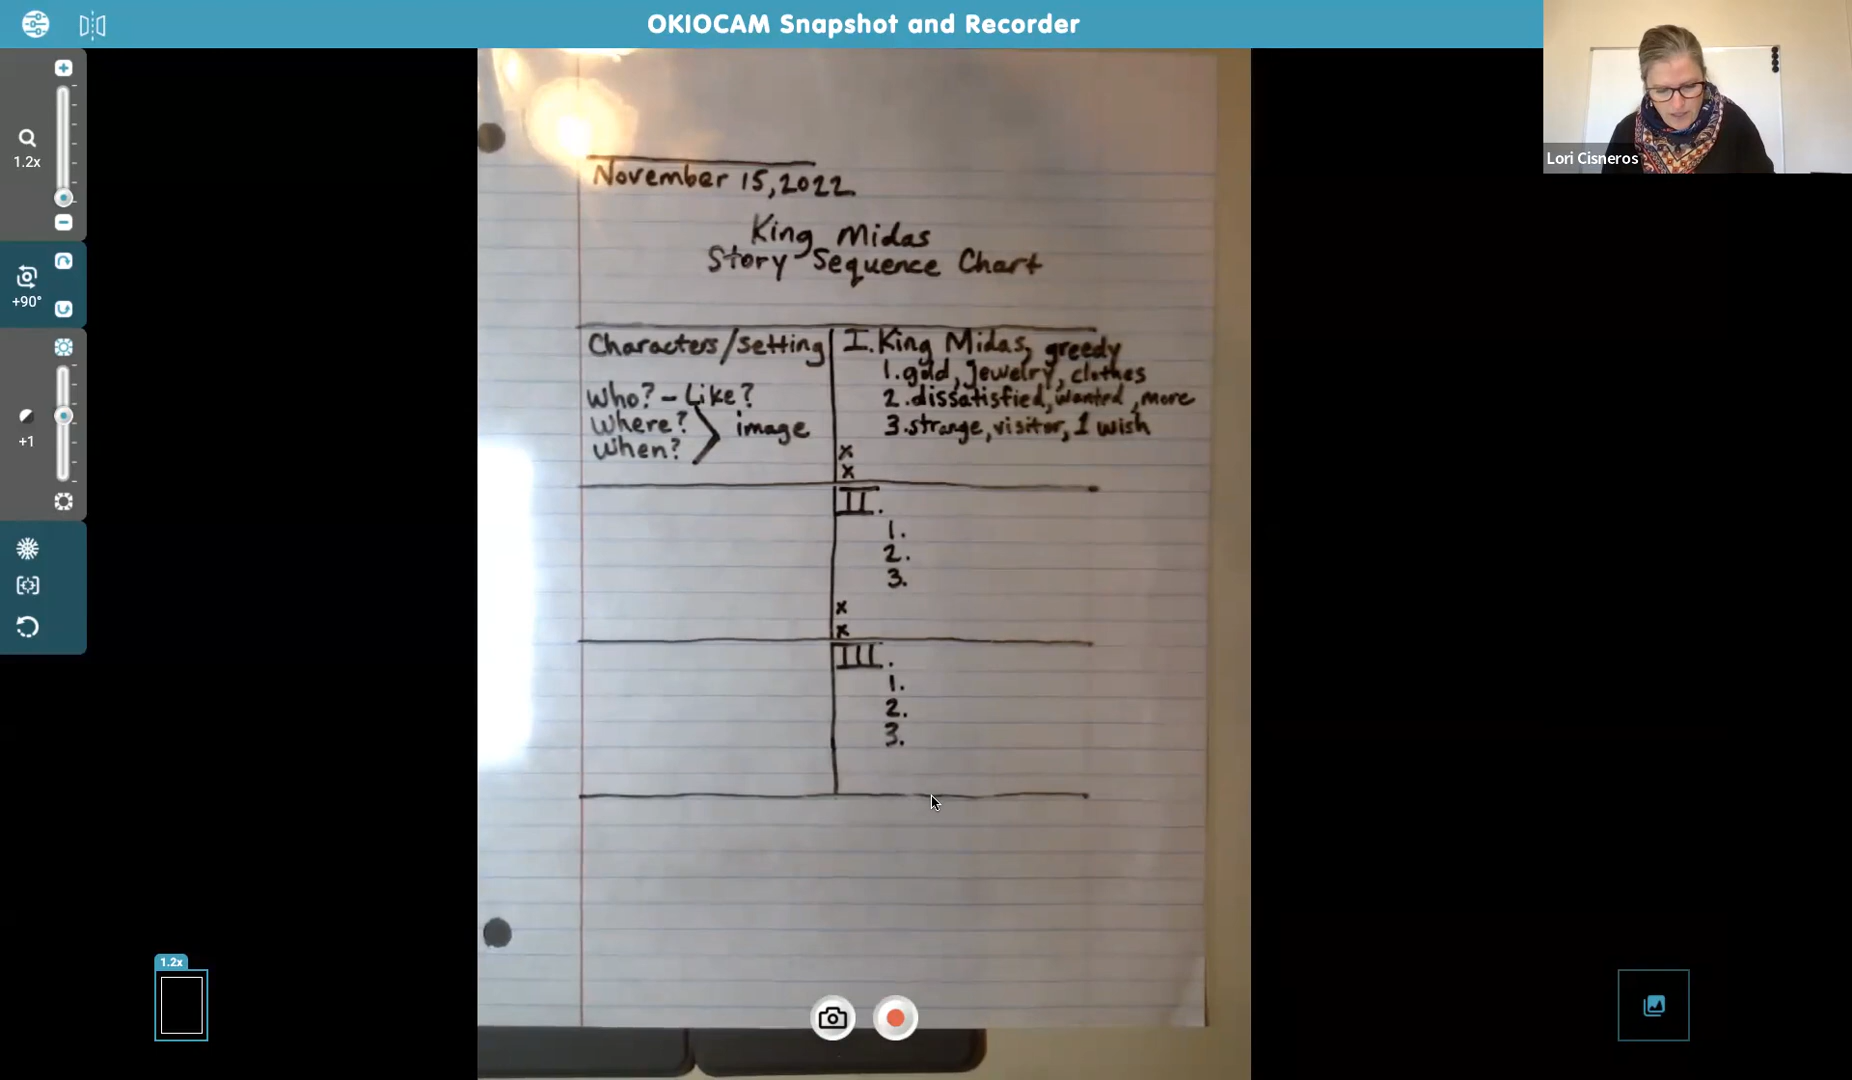 OKIOCAM Snapshot and Recorder
1.2x
+90°
+1
Lori Cisneros
November 15, 2022
King Midas
Story Sequence Chart
Characters/setting
Who? - Like?
Where?
When?
image
I. King Midas, greedy
1. gold, jewelry, clothes
2. dissatisfied, wanted, more
3. strange, visitor, 1 wish
x
x
II.
1.
2.
3.
x
x
III.
1.
2.
3.
1.2x